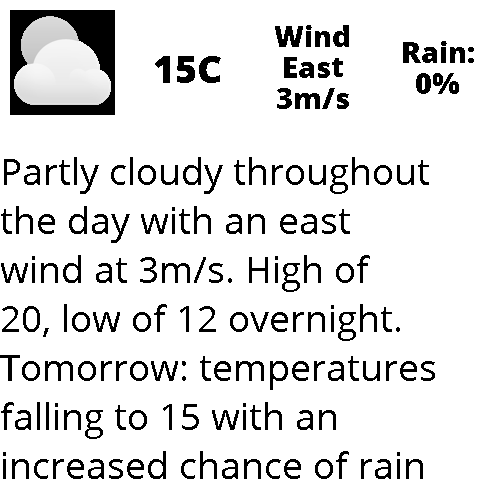 15C
Wind
East
3m/s
Rain:
0%
Partly cloudy throughout
the day with an east
wind at 3m/s. High of
20, low of 12 overnight.
Tomorrow: temperatures
falling to 15 with an
increased chance of rain